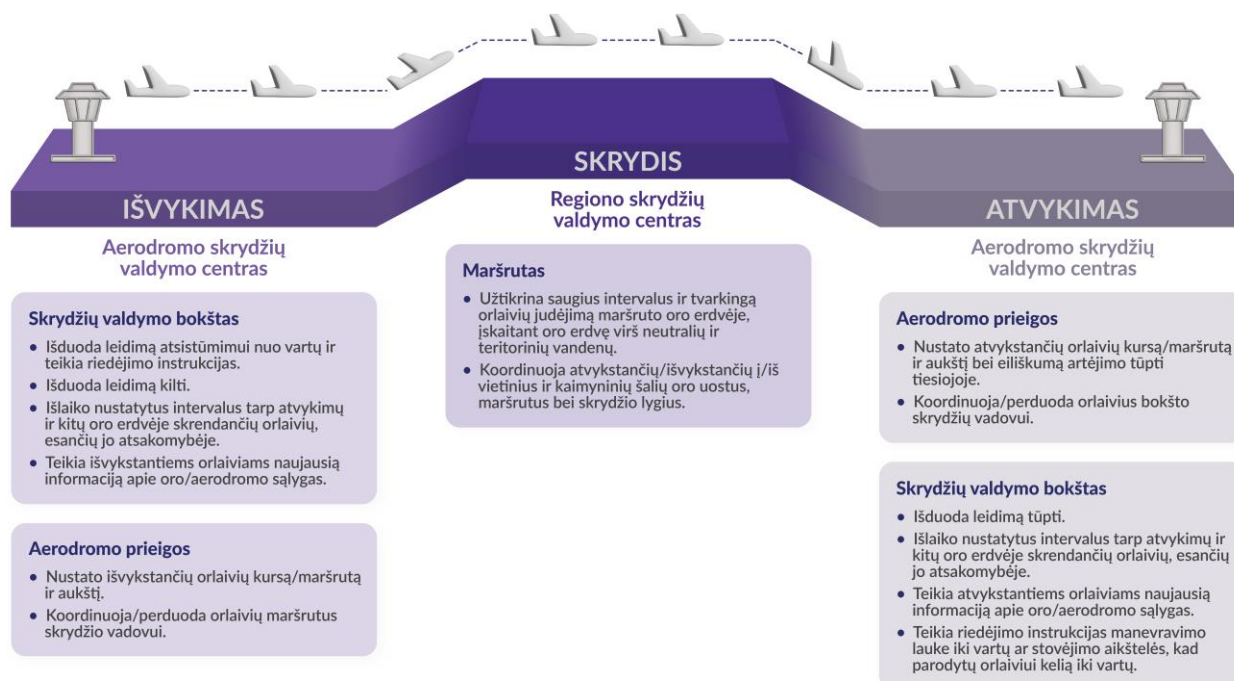 IŠVYKIMAS
Aerodromo skrydžių
valdymo centras
Skrydžių valdymo bokštas
• Išduoda leidimą atsistūmimui nuo vartų ir
teikia riedėjimo instrukcijas.
• Išduoda leidimą kilti.
• Išlaiko nustatytus intervalus tarp atvykimų
ir kitų oro erdvėje skrendančių orlaivių,
esančių jo atsakomybėje.
• Teikia išvykstantiems orlaiviams naujausią
informaciją apie oro/aerodromo sąlygas.
Aerodromo prieigos
• Nustato išvykstančių orlaivių kursą/maršrutą
ir aukštį.
• Koordinuoja/perduoda orlaivių maršrutus
skrydžio vadovui.
SKRYDIS
Regiono skrydžių
valdymo centras
Maršrutas
• Užtikrina saugius intervalus ir tvarkingą
orlaivių judėjimą maršruto oro erdvėje,
įskaitant oro erdvę virš neutralių ir
teritorinių vandenų.
• Koordinuoja atvykstančių/išvykstančių į/iš
vietinius ir kaimyninių šalių oro uostus,
maršrutus bei skrydžio lygius.
ATVYKIMAS
Aerodromo skrydžių
valdymo centras
Aerodromo prieigos
• Nustato atvykstančių orlaivių kursą/maršrutą
ir aukštį bei eiliškumą artėjimo tūpti
tiesiojoje.
• Koordinuoja/perduoda orlaivius bokšto
skrydžių vadovui.
Skrydžių valdymo bokštas
• Išduoda leidimą tūpti.
• Išlaiko nustatytus intervalus tarp atvykimų ir
kitų oro erdvėje skrendančių orlaivių, esančių
jo atsakomybėje.
• Teikia atvykstantiems orlaiviams naujausią
informaciją apie oro/aerodromo sąlygas.
• Teikia riedėjimo instrukcijas manevravimo
lauke iki vartų ar stovėjimo aikštelės, kad
parodytų orlaiviui kelią iki vartų.